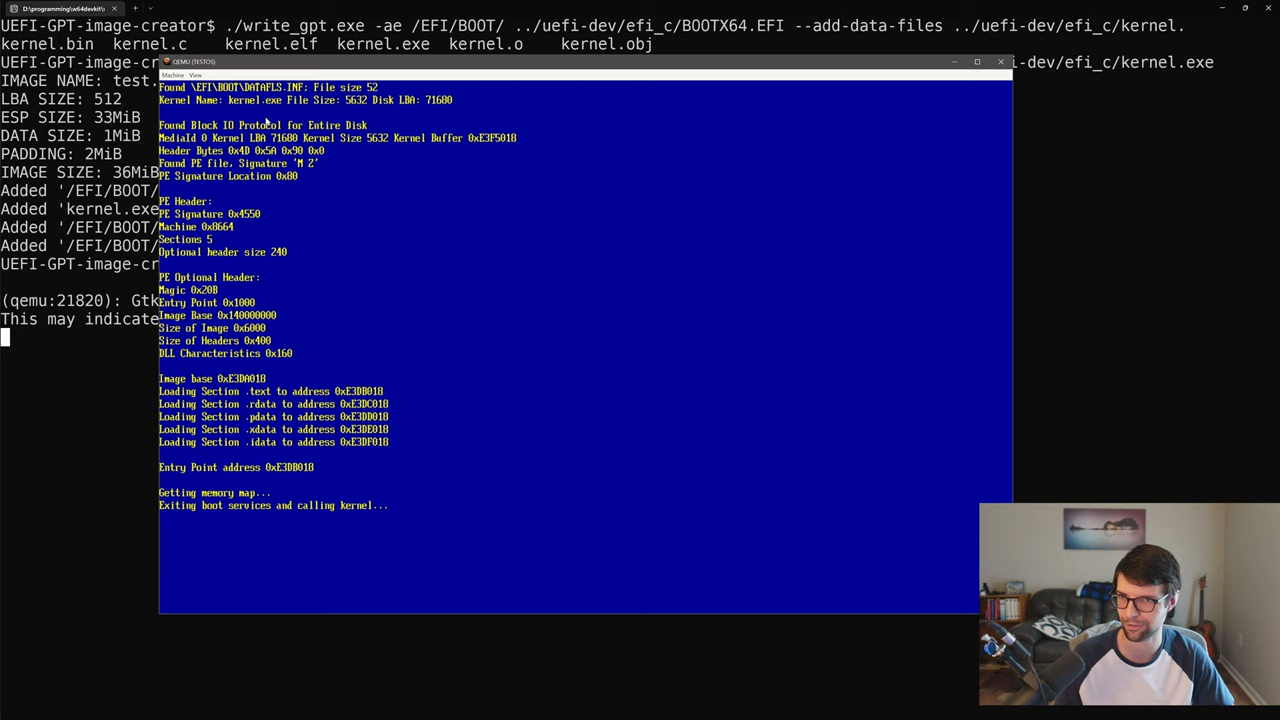 D:\programming\w64devkit\
UEFI-GPT-image-creator$ ./write_gpt.exe -ae /EFI/BOOT/ ../uefi-dev/efi_c/BOOTX64.EFI --add-data-files ../uefi-dev/efi_c/kernel.
kernel.bin kernel.c kernel.elf kernel.exe kernel.o kernel.obj
UEFI-GPT-image-cr
-dev/efi_c/kernel.exe
IMAGE NAME: test.
LBA SIZE: 512
ESP SIZE: 33MiB
DATA SIZE: 1MiB
PADDING: 2MiB
IMAGE SIZE: 36MiB
Added '/EFI/BOOT/
Added 'kernel.exe
Added '/EFI/BOOT/
Added '/EFI/BOOT/
UEFI-GPT-image-cr
(qemu:21820): Gtk
This may indicate
QEMU (TESTOS)
Machine View
Found \EFI\BOOT\DATAFLS.INF; File size 52
Kernel Name: kernel.exe File Size: 5632 Disk LBA: 71680
Found Block IO Protocol for Entire Disk
MediaId 0 Kernel LBA 71680 Kernel Size 5632 Kernel Buffer 0xE3F5018
Header Bytes 0x4D 0x5A 0x90 0x0
Found PE file, Signature 'M Z'
PE Signature Location 0x80
PE Header:
PE Signature 0x4550
Machine 0x8664
Sections 5
Optional header size 240
PE Optional Header:
Magic 0x20B
Entry Point 0x1000
Image Base 0x140000000
Size of Image 0x6000
Size of Headers 0x400
DLL Characteristics 0x160
Image base 0xE3DA018
Loading Section .text to address 0xE3DB018
Loading Section .rdata to address 0xE3DC018
Loading Section .pdata to address 0xE3DD018
Loading Section .xdata to address 0xE3DE018
Loading Section .idata to address 0xE3DF018
Entry Point address 0xE3DB018
Getting memory map...
Exiting boot services and calling kernel...